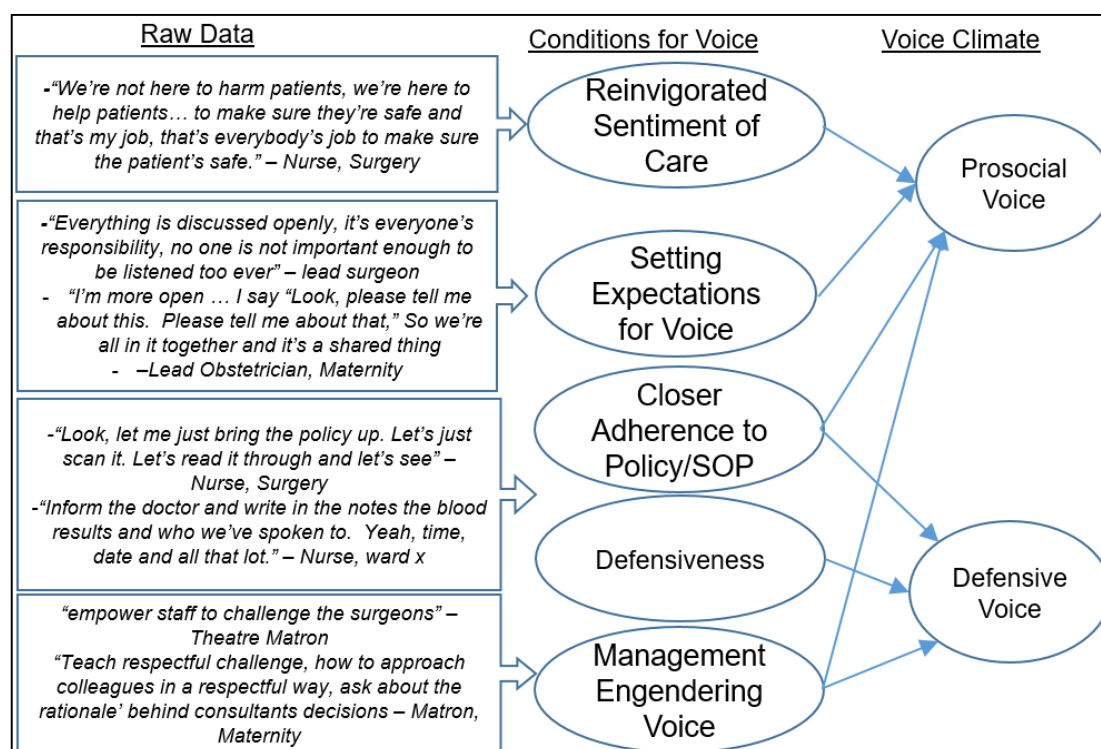 Raw Data
Conditions for Voice
Voice Climate
-“We’re not here to harm patients, we’re here to
help patients… to make sure they’re safe and
that’s my job, that’s everybody’s job to make sure
the patient’s safe.” – Nurse, Surgery
Reinvigorated
Sentiment of
Care
Prosocial
Voice
-“Everything is discussed openly, it’s everyone’s
responsibility, no one is not important enough to
be listened too ever” – lead surgeon
- “I’m more open … I say “Look, please tell me
about this. Please tell me about that,” So we’re
all in it together and it’s a shared thing
- –Lead Obstetrician, Maternity
Setting
Expectations
for Voice
-“Look, let me just bring the policy up. Let’s just
scan it. Let’s read it through and let’s see” –
Nurse, Surgery
-“Inform the doctor and write in the notes the blood
results and who we’ve spoken to. Yeah, time,
date and all that lot.” – Nurse, ward x
Closer
Adherence to
Policy/SOP
Defensiveness
Defensive
Voice
“empower staff to challenge the surgeons” –
Theatre Matron
“Teach respectful challenge, how to approach
colleagues in a respectful way, ask about the
rationale’ behind consultants decisions – Matron,
Maternity
Management
Engendering
Voice